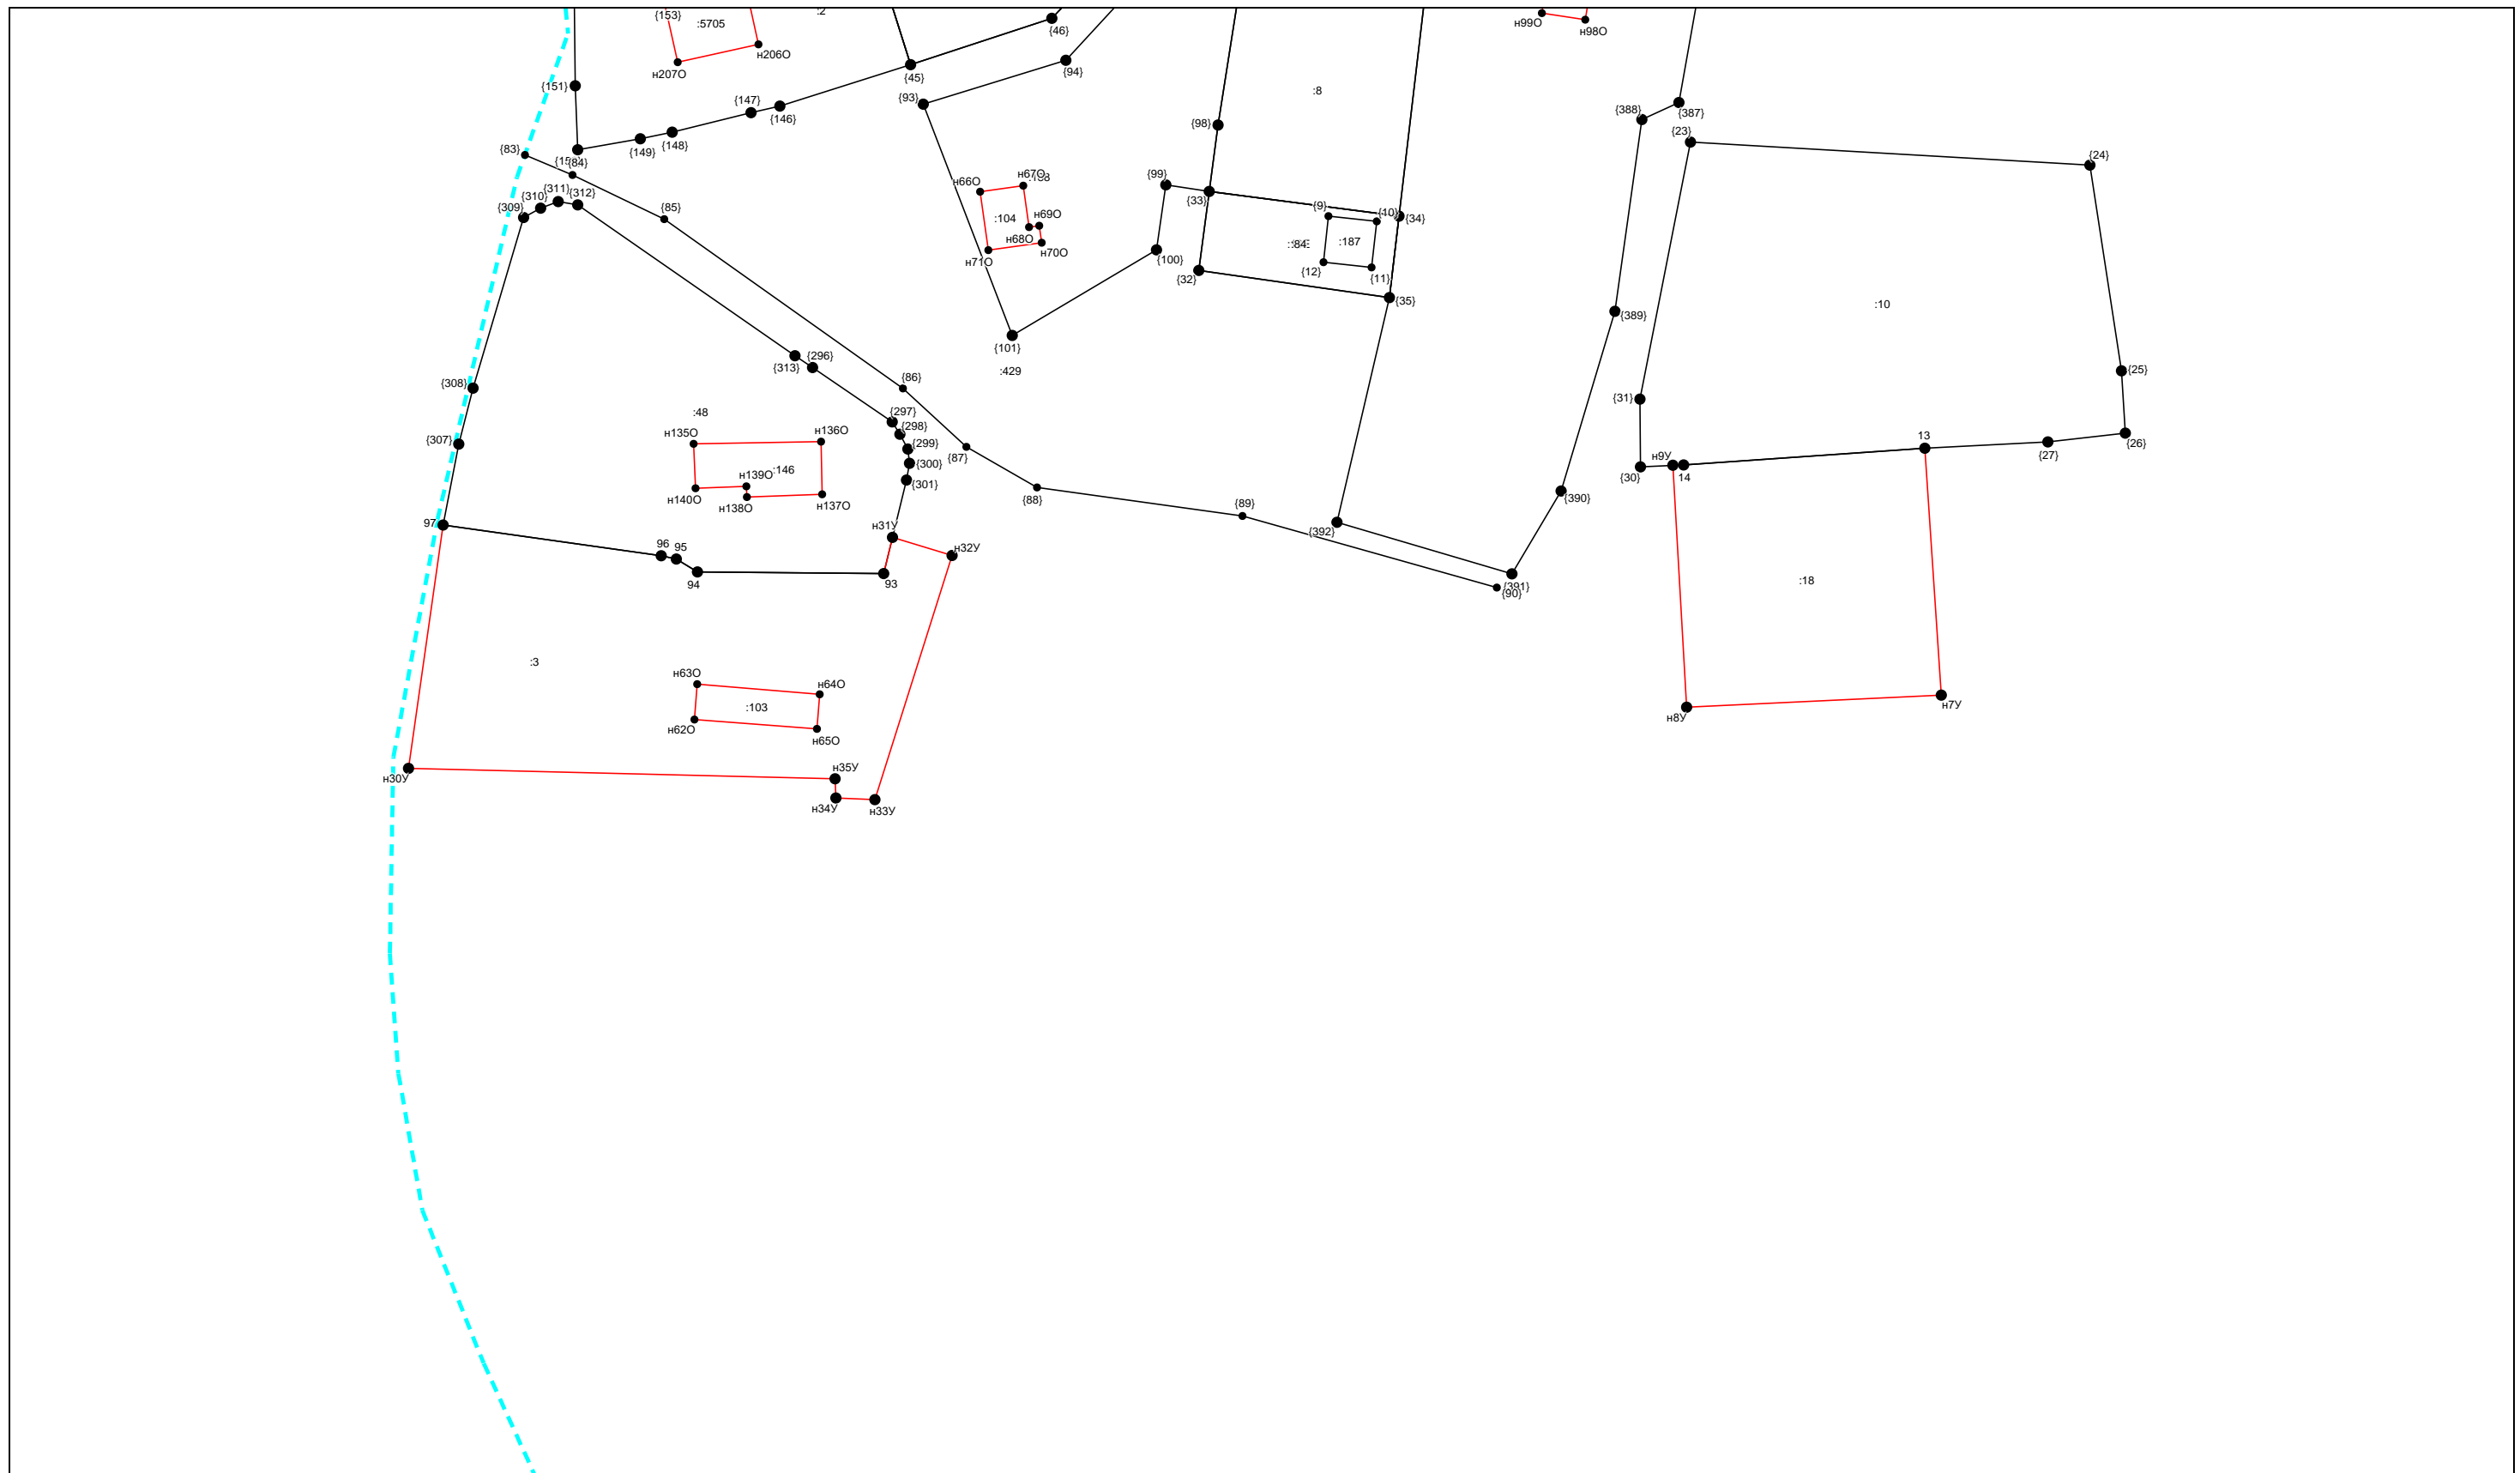 {153}
:5705
:2
н206О
н207О
{46}
н99О
н98О
{45}
{94}
{151}
:8
{147}
{93}
{146}
{388}
{387}
{98}
{23}
{149}
{148}
{83}
{84}
{24}
{99}
н66О
н67О
{311}
{310}
{312}
{309}
{85}
:104
н69О
н68О
н70О
н71О
{33}
{9}
{10}
{34}
:84
:187
{100}
{32}
{12}
{11}
{35}
:10
{389}
{296}
{313}
{101}
:429
{86}
{25}
{308}
{31}
:48
{297}
{298}
н135О
н136О
{307}
{299}
{87}
{300}
13
{26}
{27}
н9У
14
{30}
:146
н139О
{301}
н140О
н138О
н137О
{88}
{390}
{89}
97
н31У
{392}
96
95
н32У
94
93
{391}
{90}
:18
:3
н63О
н64О
:103
н62О
н65О
н7У
н8У
н30У
н35У
н34У
н33У